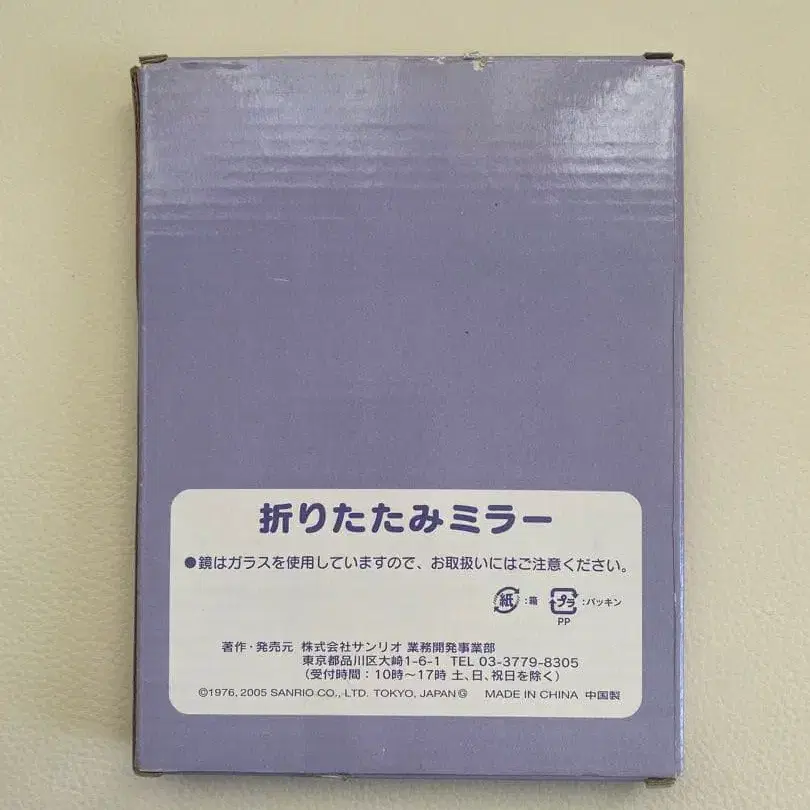 折りたたみミラー
●鏡はガラスを使用していますので、お取扱いにはご注意ください。
紙 :箱 プラ :パッキン
PP
著作・発売元 株式会社サンリオ 業務開発事業部
東京都品川区大崎1-6-1 TEL 03-3779-8305
(受付時間：10時〜17時 土、日、祝日を除く)
©1976, 2005 SANRIO CO., LTD. TOKYO, JAPAN Ⓖ MADE IN CHINA 中国製